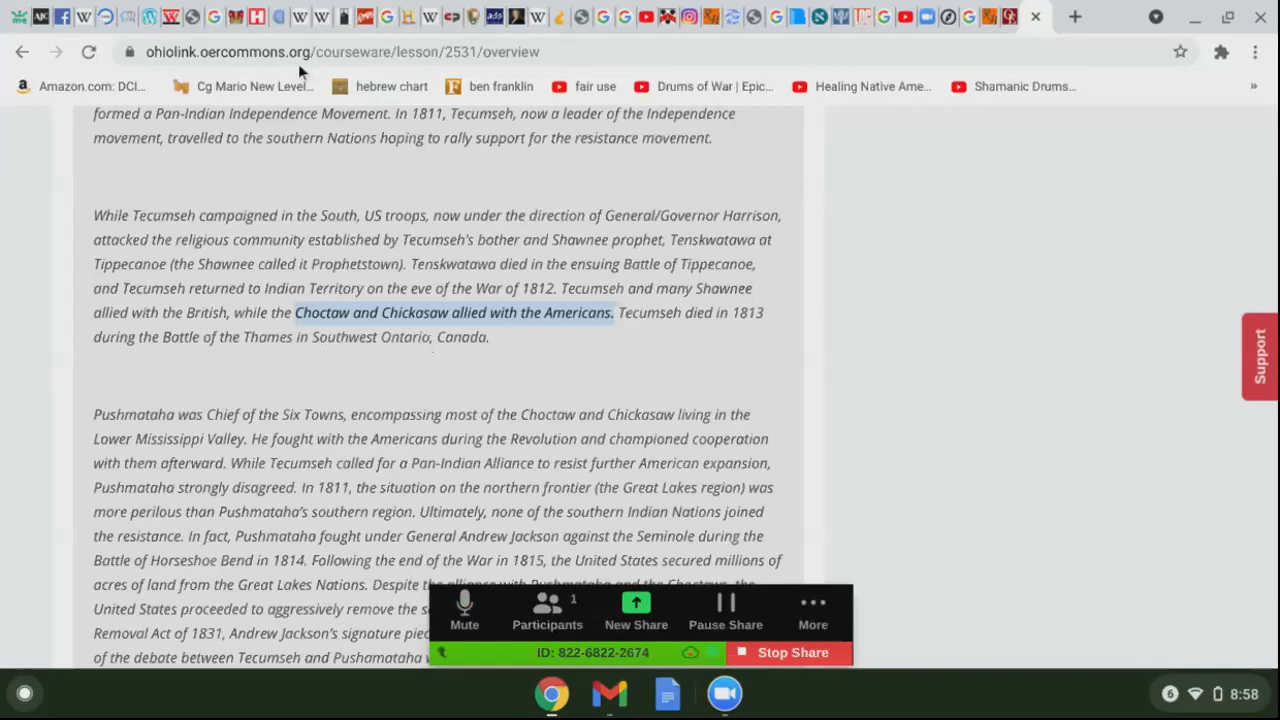 ohiolink.oercommons.org/courseware/lesson/2531/overview
Amazon.com: DCI... Cg Mario New Level... hebrew chart ben franklin fair use Drums of War | Epic... Healing Native Ame... Shamanic Drums... »
formed a Pan-Indian Independence Movement. In 1811, Tecumseh, now a leader of the Independence
movement, travelled to the southern Nations hoping to rally support for the resistance movement.
While Tecumseh campaigned in the South, US troops, now under the direction of General/Governor Harrison,
attacked the religious community established by Tecumseh's bother and Shawnee prophet, Tenskwatawa at
Tippecanoe (the Shawnee called it Prophetstown). Tenskwatawa died in the ensuing Battle of Tippecanoe,
and Tecumseh returned to Indian Territory on the eve of the War of 1812. Tecumseh and many Shawnee
allied with the British, while the Choctaw and Chickasaw allied with the Americans. Tecumseh died in 1813
during the Battle of the Thames in Southwest Ontario, Canada.
Support
Pushmataha was Chief of the Six Towns, encompassing most of the Choctaw and Chickasaw living in the
Lower Mississippi Valley. He fought with the Americans during the Revolution and championed cooperation
with them afterward. While Tecumseh called for a Pan-Indian Alliance to resist further American expansion,
Pushmataha strongly disagreed. In 1811, the situation on the northern frontier (the Great Lakes region) was
more perilous than Pushmataha's southern region. Ultimately, none of the southern Indian Nations joined
the resistance. In fact, Pushmataha fought under General Andrew Jackson against the Seminole during the
Battle of Horseshoe Bend in 1814. Following the end of the War in 1815, the United States secured millions of
acres of land from the Great Lakes Nations. Despite the alliance with Pushmataha and the Choctaws, the
United States proceeded to aggressively remove the
Removal Act of 1831, Andrew Jackson's signature
of the debate between Tecumseh and Pushamataha
Mute Participants 1 New Share Pause Share More
ID: 822-6822-2674 Stop Share
6 8:58